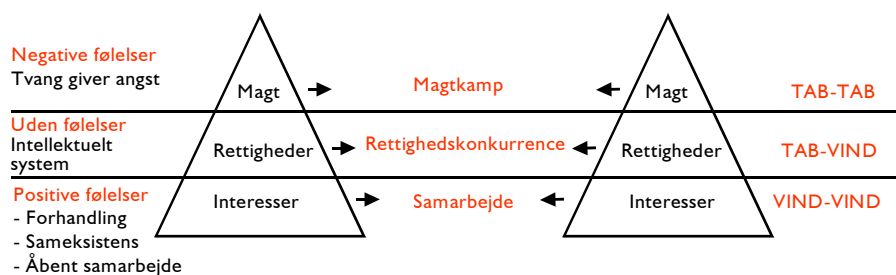 Negative følelser
Tvang giver angst
Magt
Magtkamp
Magt
TAB-TAB
Uden følelser
Intellektuelt
system
Rettigheder
Rettighedskonkurrence
Rettigheder
TAB-VIND
Positive følelser
- Forhandling
- Sameksistens
- Åbent samarbejde
Interesser
Samarbejde
Interesser
VIND-VIND